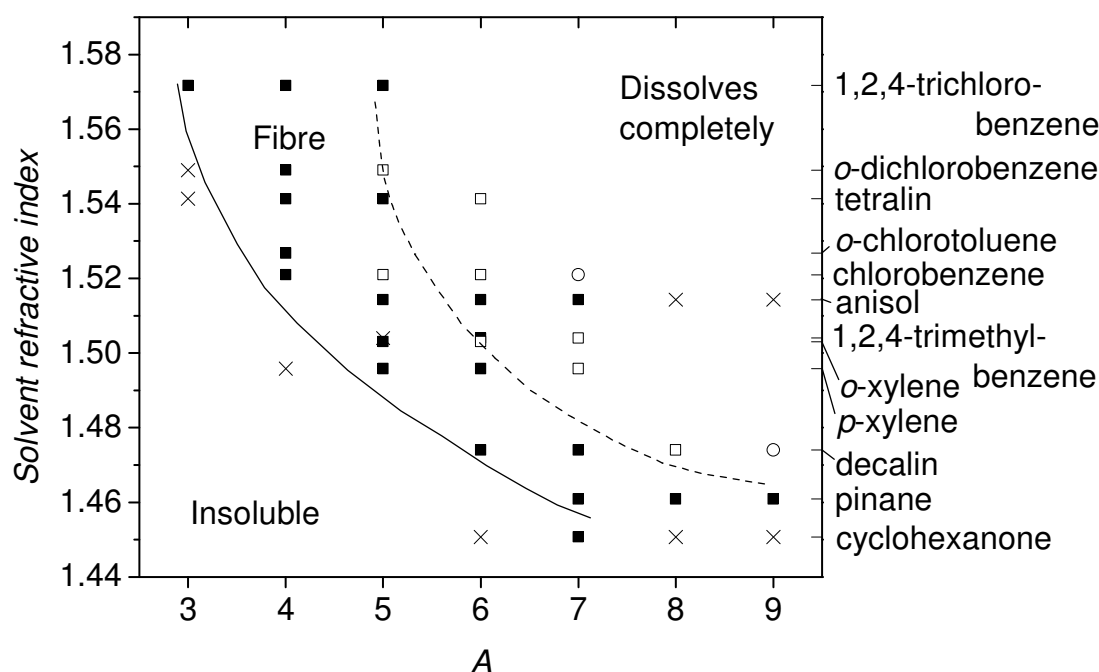 1.58
1.56
1.54
1.52
1.50
1.48
1.46
1.44
Solvent refractive index
3
4
5
6
7
8
9
A
Fibre
Dissolves
completely
Insoluble
1,2,4-trichloro-
benzene
o-dichlorobenzene
tetralin
o-chlorotoluene
chlorobenzene
anisol
1,2,4-trimethyl-
benzene
o-xylene
p-xylene
decalin
pinane
cyclohexanone